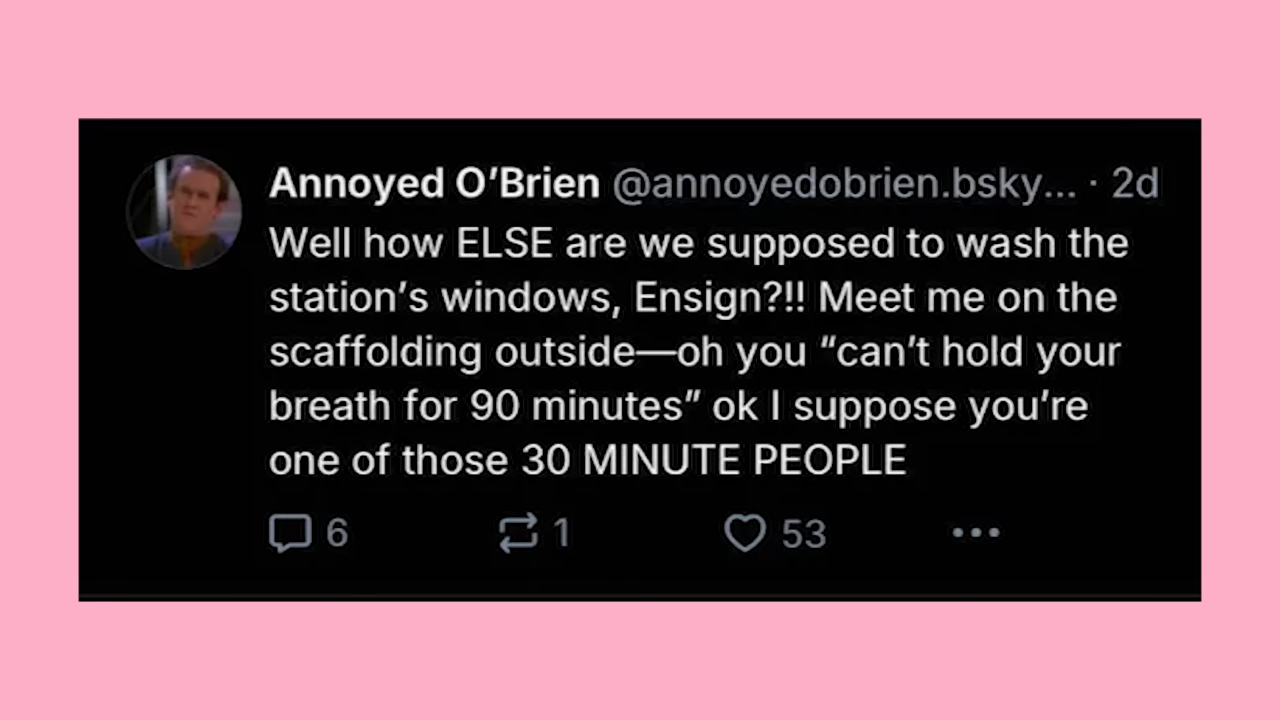 Annoyed O’Brien @annoyedobrien.bsky... · 2d
Well how ELSE are we supposed to wash the
station’s windows, Ensign?!! Meet me on the
scaffolding outside—oh you “can’t hold your
breath for 90 minutes” ok I suppose you’re
one of those 30 MINUTE PEOPLE
6 1 53